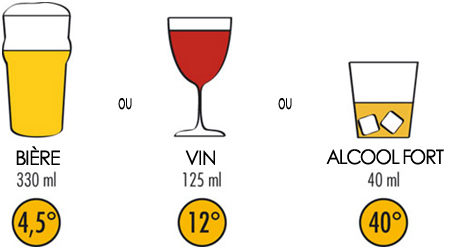 OU
OU
BIÈRE
VIN
ALCOOL FORT
330 ml
125 ml
40 ml
4,5°
12°
40°